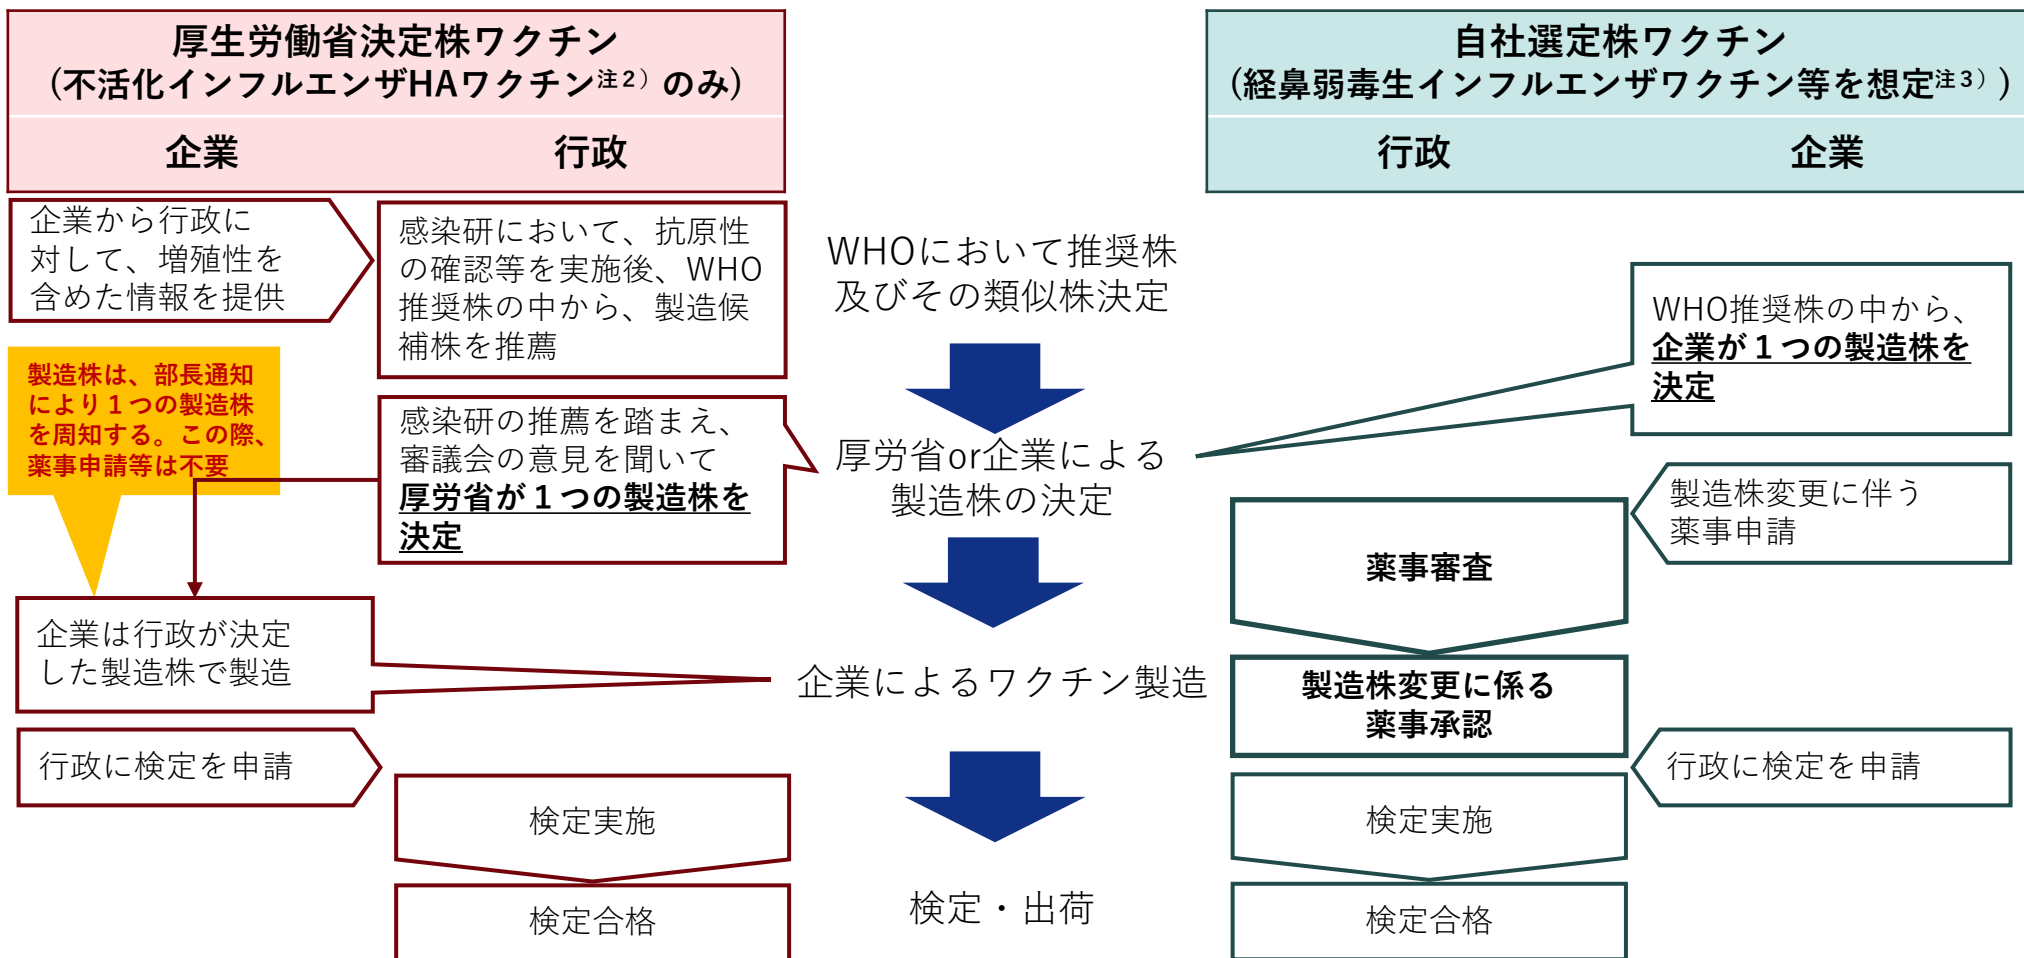 厚生労働省決定株ワクチン
(不活化インフルエンザHAワクチン注2）のみ)
企業
行政
企業から行政に
対して、増殖性を
含めた情報を提供
感染研において、抗原性
の確認等を実施後、WHO
推奨株の中から、製造候
補株を推薦
製造株は、部長通知
により１つの製造株
を周知する。この際、
薬事申請等は不要
感染研の推薦を踏まえ、
審議会の意見を聞いて
厚労省が１つの製造株を
決定
企業は行政が決定
した製造株で製造
行政に検定を申請
検定実施
検定合格
WHOにおいて推奨株
及びその類似株決定
厚労省or企業による
製造株の決定
企業によるワクチン製造
検定・出荷
自社選定株ワクチン
(経鼻弱毒生インフルエンザワクチン等を想定注3）)
行政
企業
WHO推奨株の中から、
企業が１つの製造株を
決定
製造株変更に伴う
薬事申請
薬事審査
製造株変更に係る
薬事承認
行政に検定を申請
検定実施
検定合格